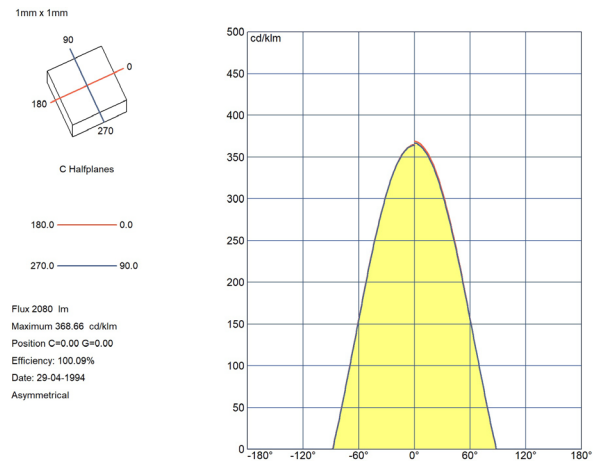 1mm x 1mm
90
0
180
270
C Halfplanes
180.0 0.0
270.0 90.0
Flux 2080 lm
Maximum 368.66 cd/klm
Position C=0.00 G=0.00
Efficiency: 100.09%
Date: 29-04-1994
Asymmetrical
cd/klm
500
450
400
350
300
250
200
150
100
50
0
-180° -120° -60° 0° 60° 120° 180°